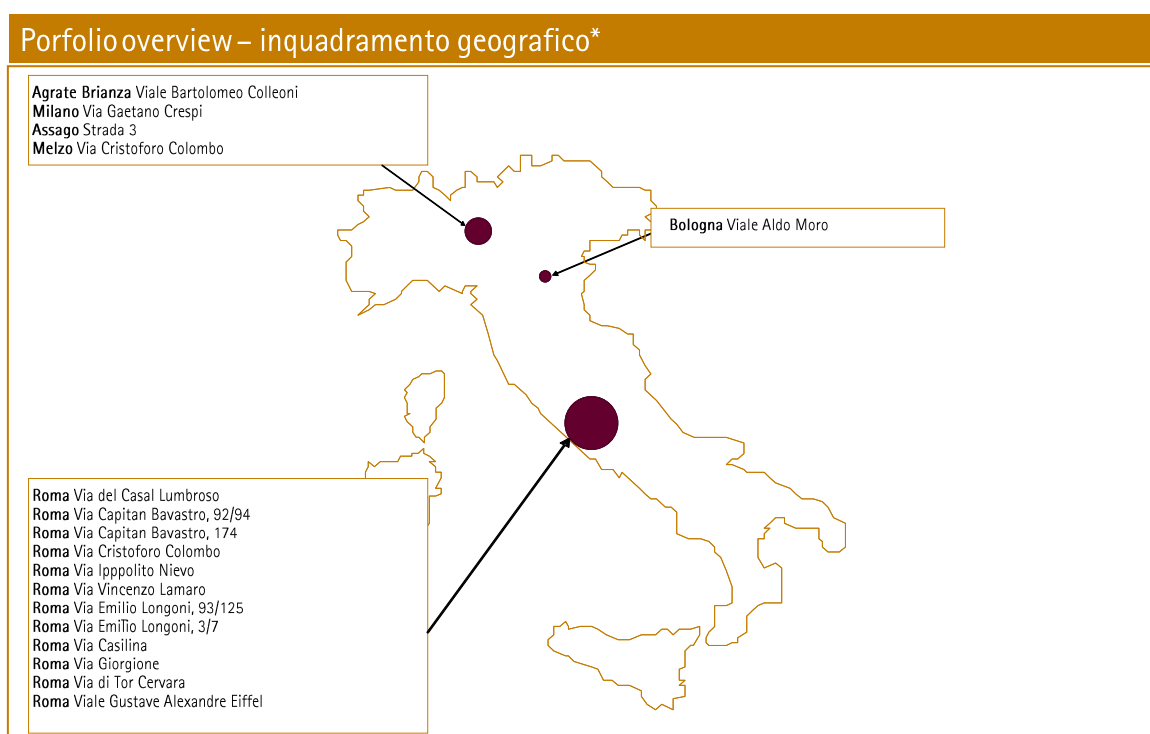 Porfolio overview – inquadramento geografico*
Agrate Brianza Viale Bartolomeo Colleoni
Milano Via Gaetano Crespi
Assago Strada 3
Melzo Via Cristoforo Colombo
Bologna Viale Aldo Moro
Roma Via del Casal Lumbroso
Roma Via Capitan Bavastro, 92/94
Roma Via Capitan Bavastro, 174
Roma Via Cristoforo Colombo
Roma Via Ipppolito Nievo
Roma Via Vincenzo Lamaro
Roma Via Emilio Longoni, 93/125
Roma Via Emilio Longoni, 3/7
Roma Via Casilina
Roma Via Giorgione
Roma Via di Tor Cervara
Roma Viale Gustave Alexandre Eiffel